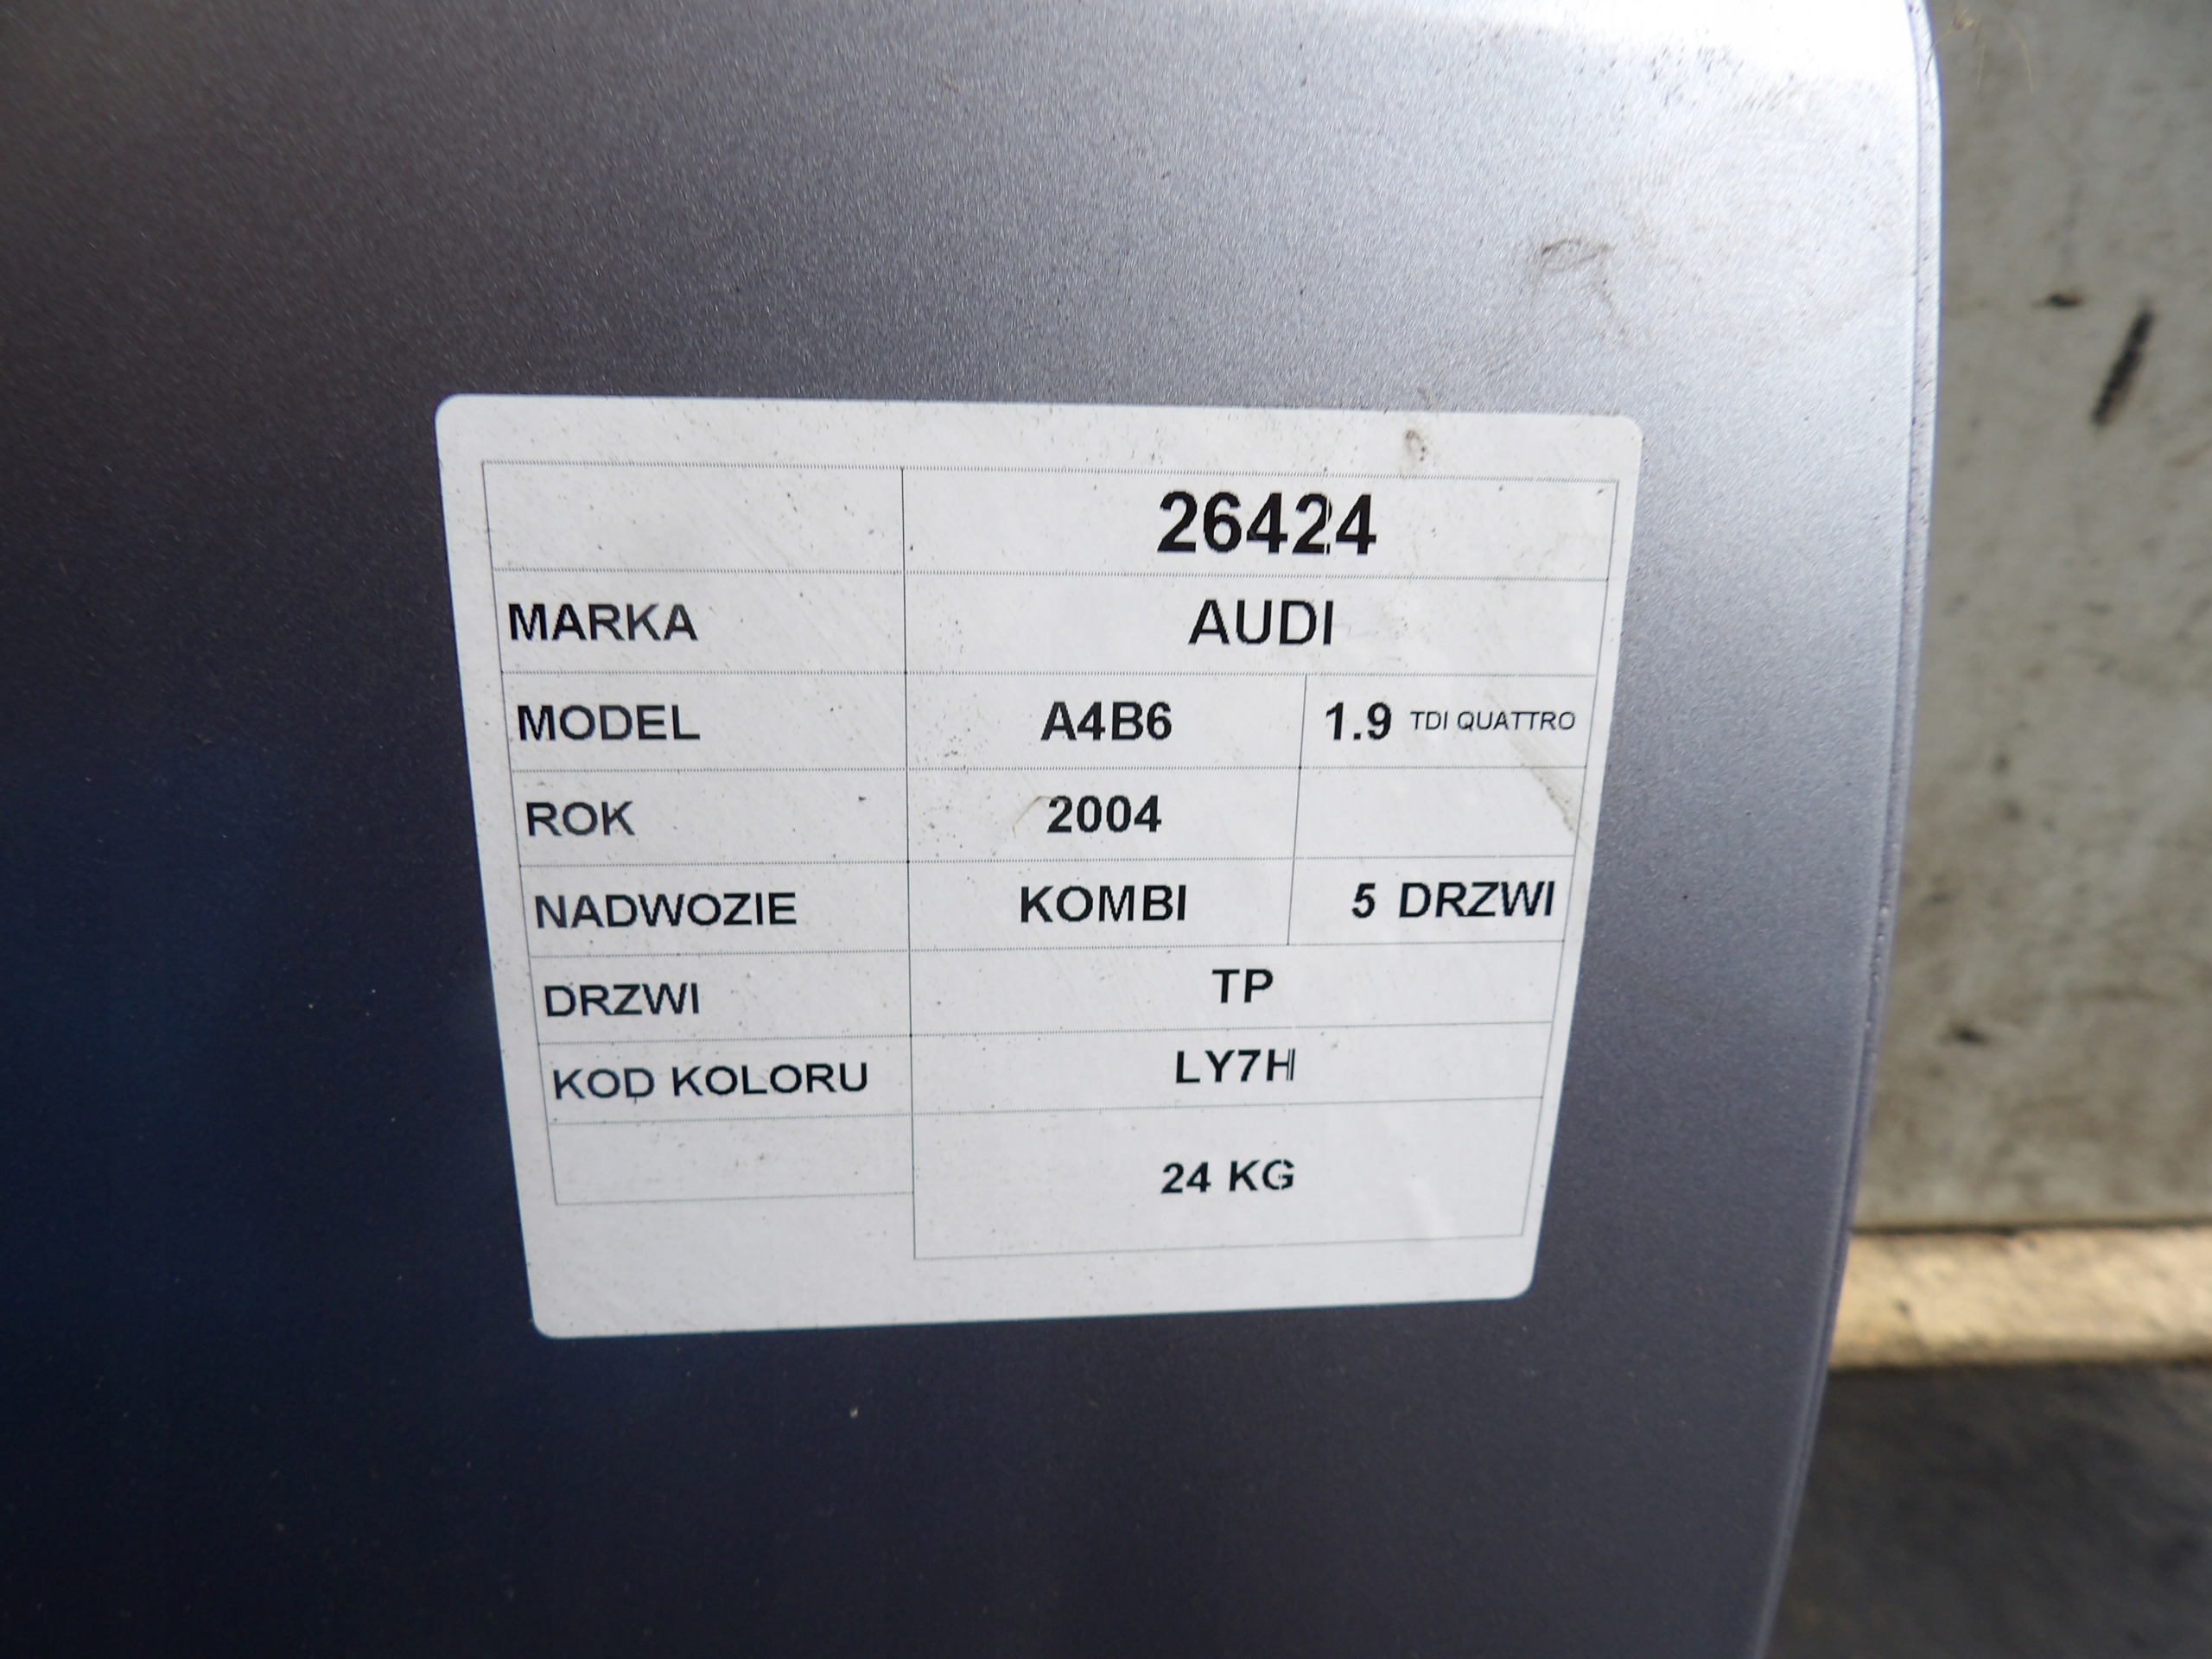 26424
MARKA AUDI
MODEL A4B6 1.9 TDI QUATTRO
ROK 2004
NADWOZIE KOMBI 5 DRZWI
DRZWI TP
KOD KOLORU LY7H
24 KG